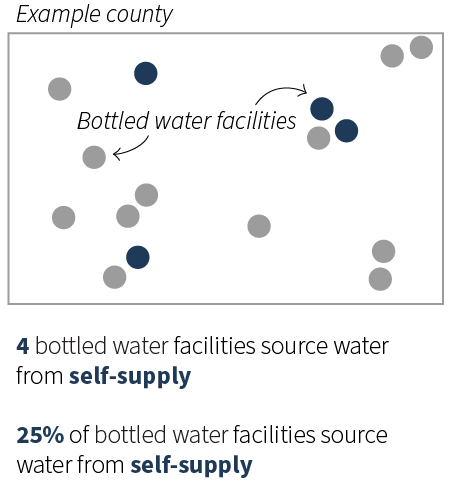 Example county
Bottled water facilities
4 bottled water facilities source water
from self-supply
25% of bottled water facilities source
water from self-supply